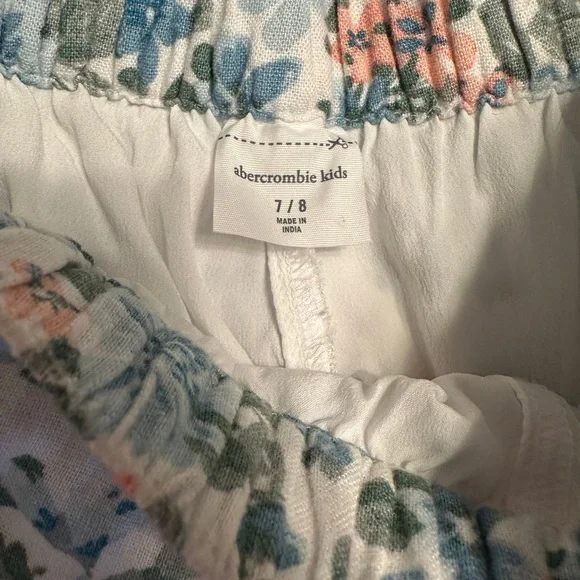 abercrombie kids
7 / 8
MADE IN
INDIA